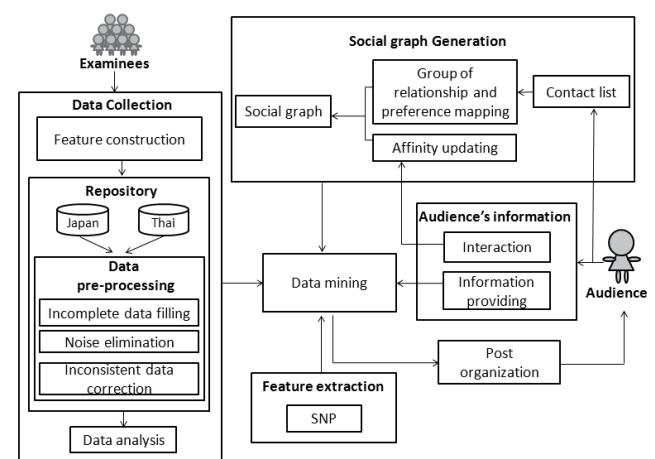 Examinees
Data Collection
Feature construction
Repository
Japan
Thai
Data
pre-processing
Incomplete data filling
Noise elimination
Inconsistent data
correction
Data analysis
Social graph Generation
Group of
relationship and
preference mapping
Contact list
Social graph
Affinity updating
Audience's information
Interaction
Information
providing
Audience
Data mining
Post
organization
Feature extraction
SNP